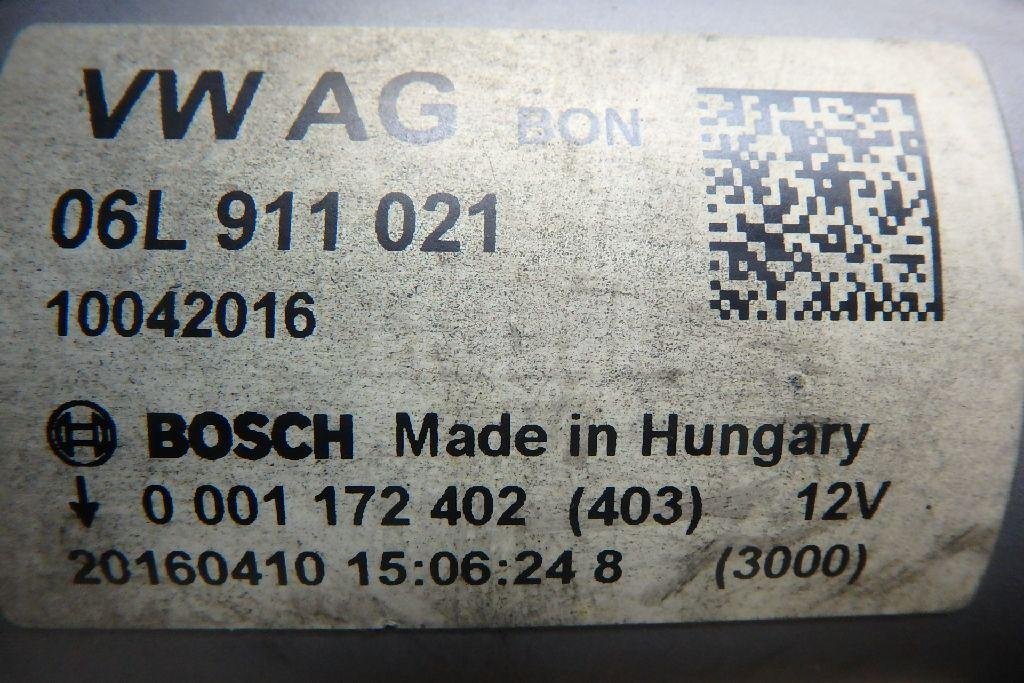 VW AG BON
06L 911 021
10042016
BOSCH Made in Hungary
0 001 172 402 (403) 12V
20160410 15:06:24 8 (3000)